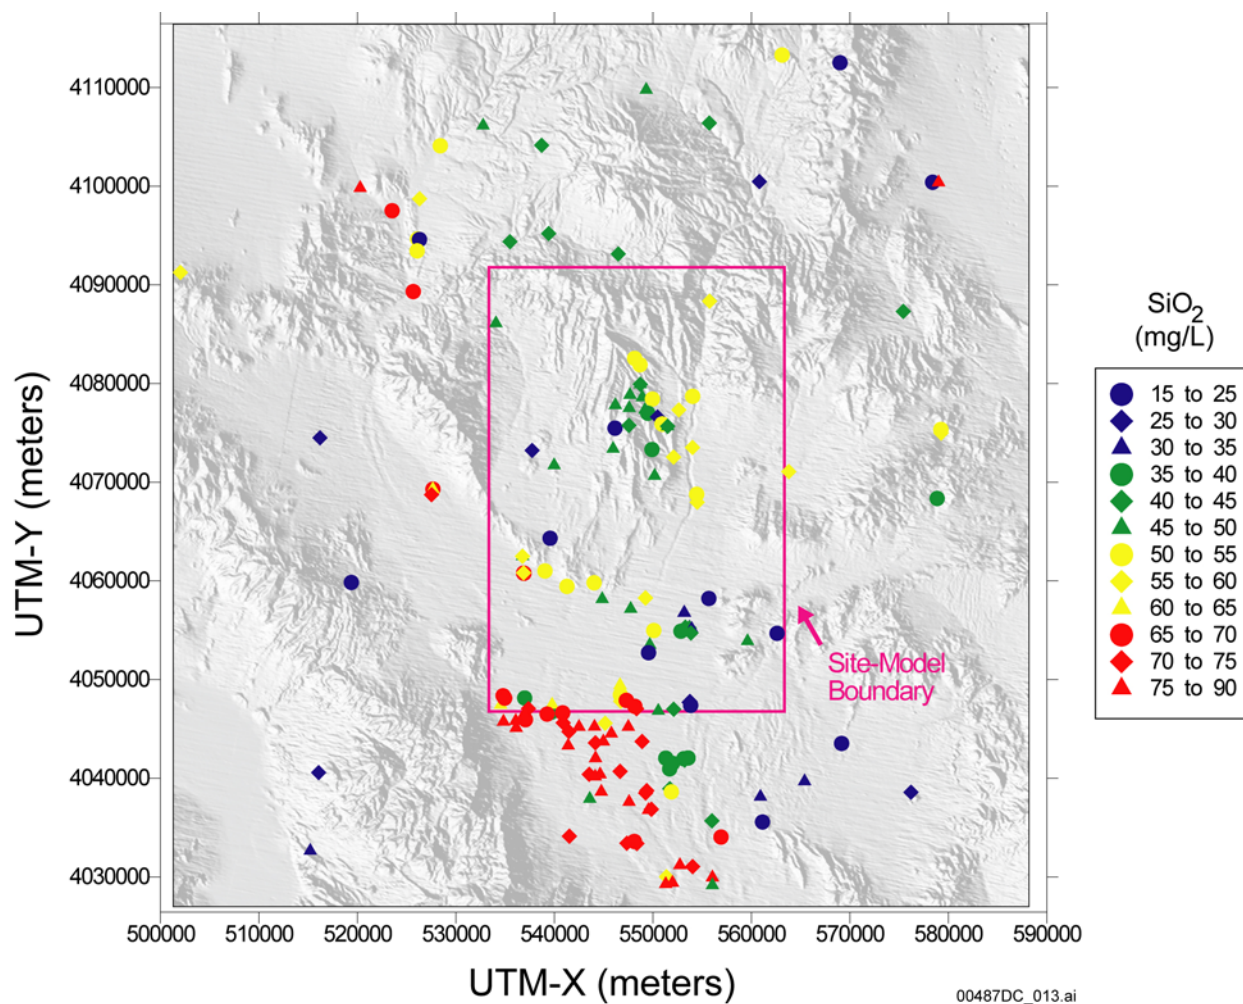 4110000
4100000
4090000
4080000
4070000
4060000
4050000
4040000
4030000
UTM-Y (meters)
500000 510000 520000 530000 540000 550000 560000 570000 580000 590000
UTM-X (meters)
Site-Model
Boundary
SiO2
(mg/L)
15 to 25
25 to 30
30 to 35
35 to 40
40 to 45
45 to 50
50 to 55
55 to 60
60 to 65
65 to 70
70 to 75
75 to 90
00487DC_013.ai